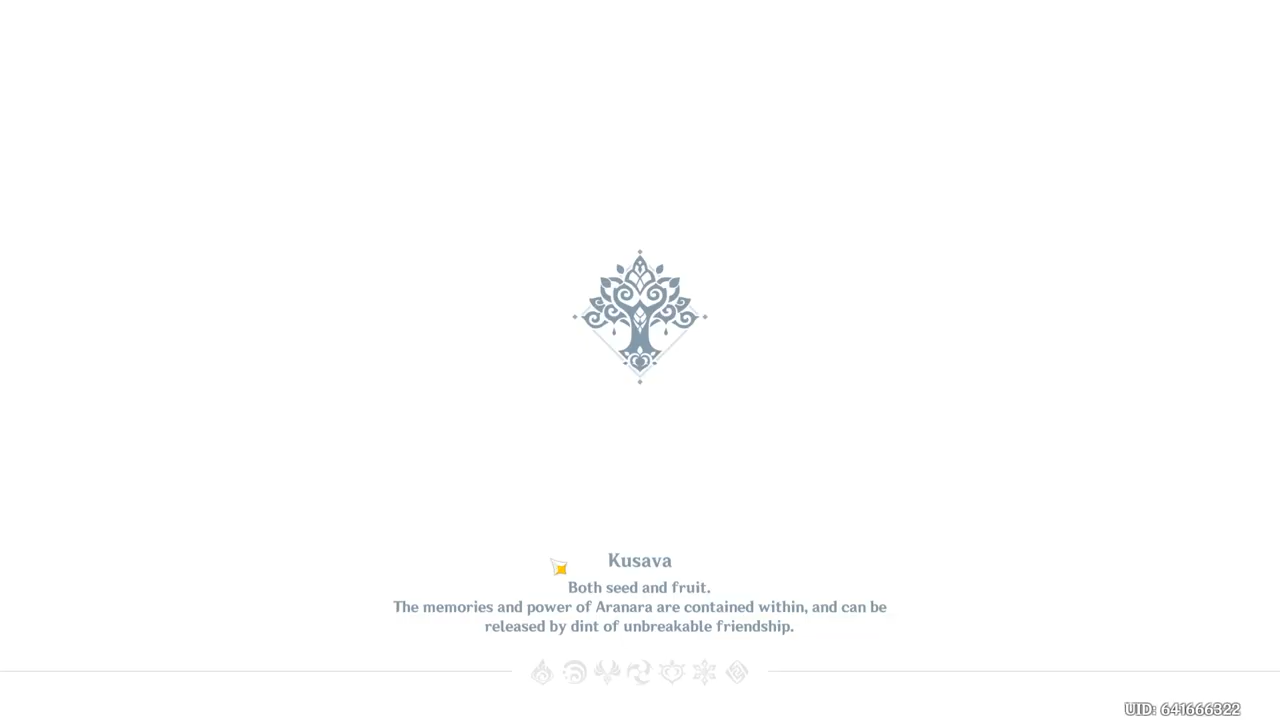 Kusava
Both seed and fruit.
The memories and power of Aranara are contained within, and can be
released by dint of unbreakable friendship.
UID: 641666322